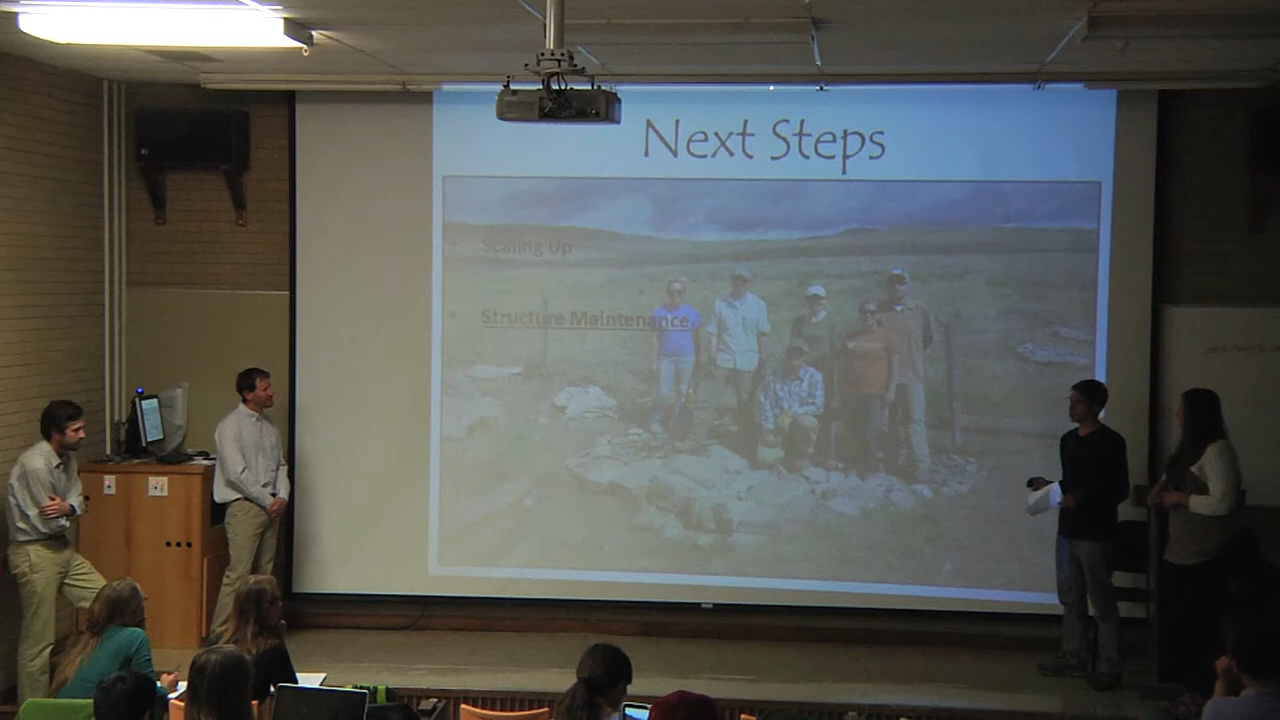 Next Steps
• Scaling Up
• Structure Maintenance